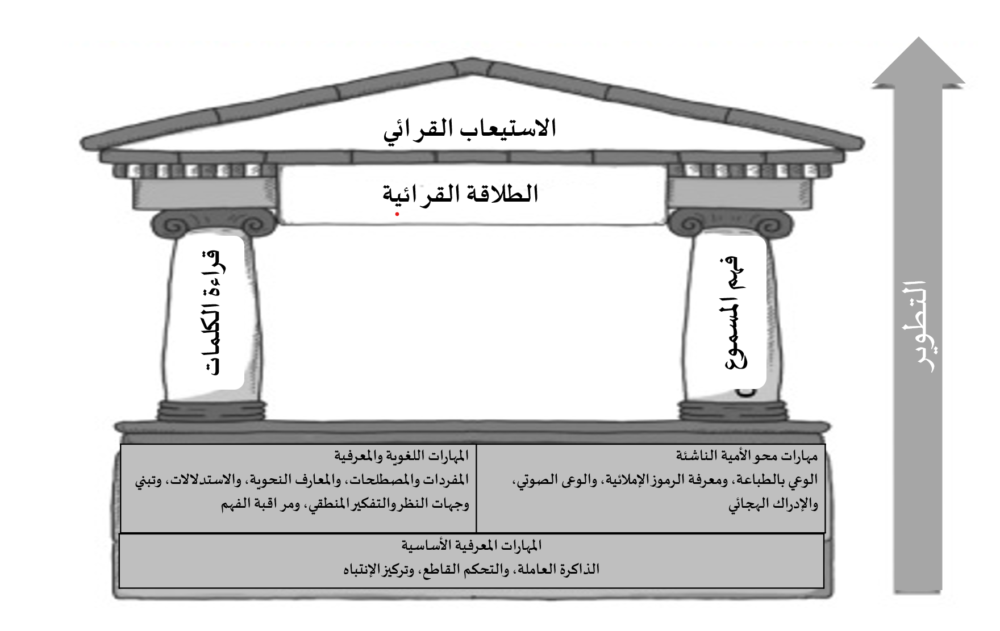 الاستيعاب القرائي
الطلاقة القرائية
فهم المسموع
قراءة الكلمات
التطوير
مهارات محو الأمية الناشئة
الوعي بالطباعة، ومعرفة الرموز الإملائية، والوعى الصوتي،
والإدراك الهجائي
المهارات اللغوية والمعرفية
المفردات والمصطلحات، والمعارف النحوية، والاستدلالات، وتبني
وجهات النظر والتفكير المنطقي، ومراقبة الفهم
المهارات المعرفية الأساسية
الذاكرة العاملة، والتحكم القاطع، وتركيز الإنتباه